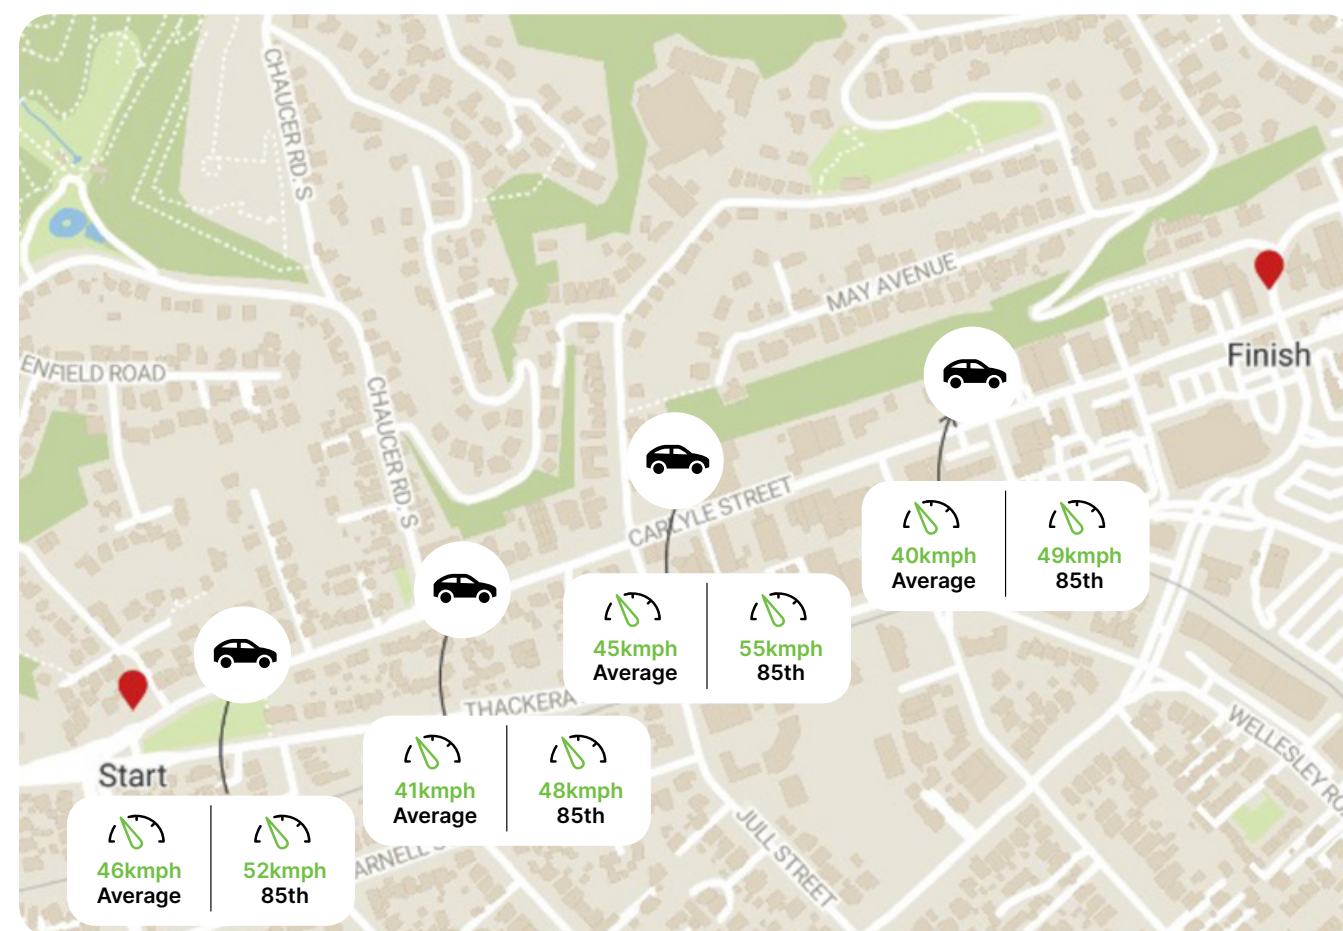 CHAUCER RD. S
MAY AVENUE
Finish
ENFIELD ROAD
CHAUCER RD. S
CARLYLE STREET
40kmph
Average
49kmph
85th
45kmph
Average
55kmph
85th
THACKERA
WELLESLEY RO
Start
41kmph
Average
48kmph
85th
JULL STREET
ARNELL S
46kmph
Average
52kmph
85th